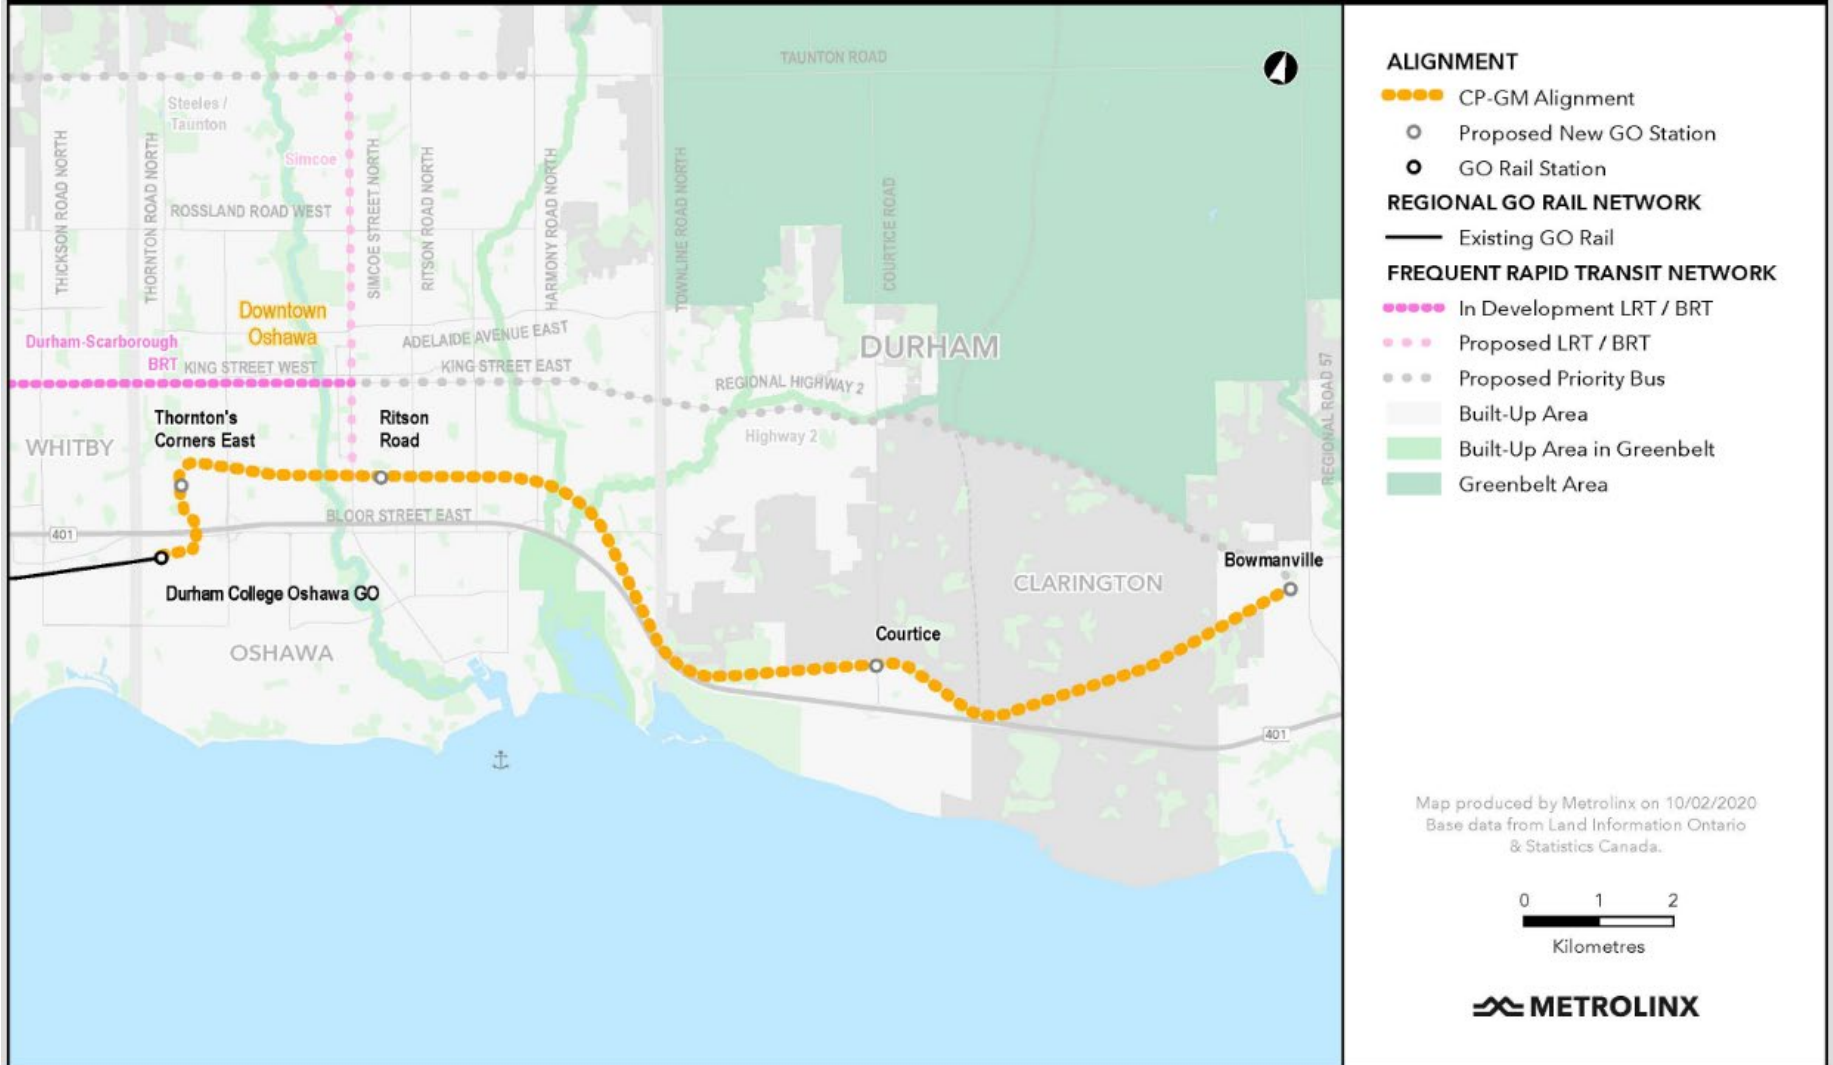 TAUNTON ROAD
Steeles /
Taunton
THICKSON ROAD NORTH
THORNTON ROAD NORTH
Simcoe
SIMCOE STREET NORTH
RITSON ROAD NORTH
HARMONY ROAD NORTH
TOWNLINE ROAD NORTH
COURTICE ROAD
ROSSLAND ROAD WEST
Downtown
Oshawa
Durham-Scarborough
BRT
KING STREET WEST
ADELAIDE AVENUE EAST
KING STREET EAST
DURHAM
REGIONAL HIGHWAY 2
REGIONAL ROAD 57
Thornton's
Corners East
Ritson
Road
WHITBY
Highway 2
BLOOR STREET EAST
401
Bowmanville
CLARINGTON
Durham College Oshawa GO
Courtice
OSHAWA
401
ALIGNMENT
CP-GM Alignment
Proposed New GO Station
GO Rail Station
REGIONAL GO RAIL NETWORK
Existing GO Rail
FREQUENT RAPID TRANSIT NETWORK
In Development LRT / BRT
Proposed LRT / BRT
Proposed Priority Bus
Built-Up Area
Built-Up Area in Greenbelt
Greenbelt Area
Map produced by Metrolinx on 10/02/2020
Base data from Land Information Ontario
& Statistics Canada.
0 1 2
Kilometres
METROLINX